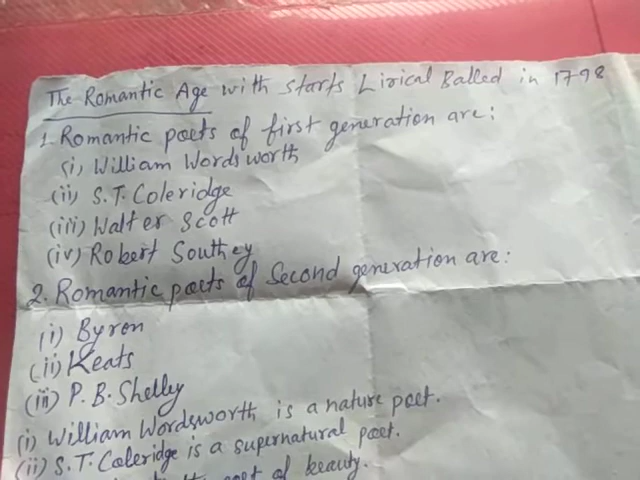 The Romantic Age with starts Lirical Balled in 1798
1. Romantic poets of first generation are:
(i) William Wordsworth
(ii) S.T. Coleridge
(iii) Walter Scott
(iv) Robert Southey
2. Romantic poets of Second generation are:
(i) Byron
(ii) Keats
(iii) P.B. Shelly
(i) William Wordsworth is a nature poet.
(ii) S.T. Coleridge is a supernatural poet.
poet of beauty.